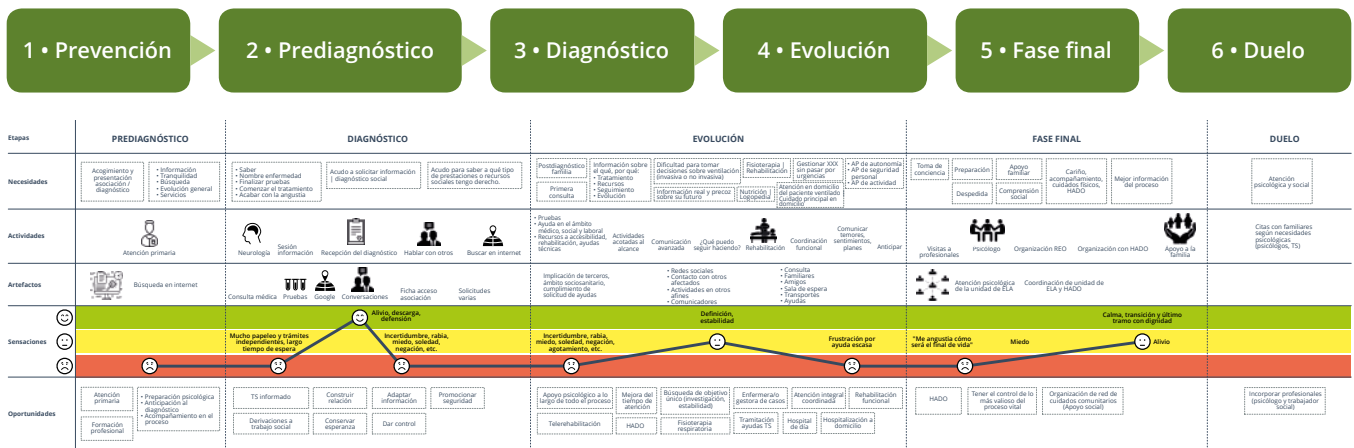 1 • Prevención
2 • Prediagnóstico
3 • Diagnóstico
4 • Evolución
5 • Fase final
6 • Duelo
Etapas
PREDIAGNÓSTICO
DIAGNÓSTICO
EVOLUCIÓN
FASE FINAL
DUELO
Necesidades
Acogimiento y
presentación
asociación /
diagnóstico
• Información
• Tranquilidad
• Búsqueda
• Evolución general
• Servicios
• Saber
• Nombre enfermedad
• Finalizar pruebas
• Comenzar el tratamiento
• Acabar con la angustia
Acudo a solicitar información
| diagnóstico social
Acudo para saber a qué tipo
de prestaciones o recursos
sociales tengo derecho.
Postdiagnóstico
familia
Primera
consulta
Información sobre
el qué, por qué:
• Tratamiento
• Recursos
• Seguimiento
• Evolución
Dificultad para tomar
decisiones sobre ventilación
(invasiva o no invasiva)
Información real y precoz
sobre su futuro
Fisioterapia |
Rehabilitación
Nutrición |
Logopedia
Gestionar XXX
sin pasar por
urgencias
Atención en domicilio
del paciente ventilado
Cuidado principal en
domicilio
• AP de autonomía
• AP de seguridad
personal
• AP de actividad
Toma de
conciencia
Preparación
Despedida
Apoyo
familiar
Comprensión
social
Cariño,
acompañamiento,
cuidados físicos,
HADO
Mejor información
del proceso
Atención
psicológica y social
Actividades
Atención primaria
Neurología
Sesión
información
Recepción del diagnóstico
Hablar con otros
Buscar en internet
• Pruebas
• Ayuda en el ámbito
médico, social y laboral
• Recursos a accesibilidad,
rehabilitación, ayudas
técnicas
Actividades
acotadas al
alcance
Comunicación
avanzada
¿Qué puedo
seguir haciendo?
Rehabilitación
Coordinación
funcional
Comunicar
temores,
sentimientos,
planes
Anticipar
Visitas a
profesionales
Psicólogo
Organización REO
Organización con HADO
Apoyo a la
familia
Citas con familiares
según necesidades
psicológicas
(psicólogos, TS)
Artefactos
Búsqueda en internet
Consulta médica
Pruebas
Google
Conversaciones
Ficha acceso
asociación
Solicitudes
varias
Implicación de terceros,
ámbito sociosanitario,
cumplimiento de
solicitud de ayudas
• Redes sociales
• Contacto con otros
afectados
• Actividades en otros
afines
• Comunicadores
• Consulta
• Familiares
• Amigos
• Sala de espera
• Transportes
• Ayudas
Atención psicológica
de la unidad de ELA
Coordinación de unidad de
ELA y HADO
Sensaciones
Mucho papeleo y trámites
independientes, largo
tiempo de espera
Alivio, descarga,
defensión
Incertidumbre, rabia,
miedo, soledad,
negación, etc.
Incertidumbre, rabia,
miedo, soledad, negación,
agotamiento, etc.
Definición,
estabilidad
Frustración por
ayuda escasa
"Me angustia cómo
será el final de vida"
Miedo
Calma, transición y último
tramo con dignidad
Alivio
Oportunidades
Atención
primaria
Formación
profesional
• Preparación psicológica
• Anticipación al
diagnóstico
• Acompañamiento en el
proceso
TS informado
Derivaciones a
trabajo social
Construir
relación
Conservar
esperanza
Adaptar
información
Dar control
Promocionar
seguridad
Apoyo psicológico a lo
largo de todo el proceso
Telerehabilitación
Mejora del
tiempo de
atención
HADO
Búsqueda de objetivo
único (investigación,
estabilidad)
Fisioterapia
respiratoria
Enfermera/o
gestora de casos
Tramitación
ayudas TS
Atención integral
coordinada
Hospital
de día
Rehabilitación
funcional
Hospitalización a
domicilio
HADO
Tener el control de lo
más valioso del
proceso vital
Organización de red de
cuidados comunitarios
(Apoyo social)
Incorporar profesionales
(psicólogo y trabajador
social)